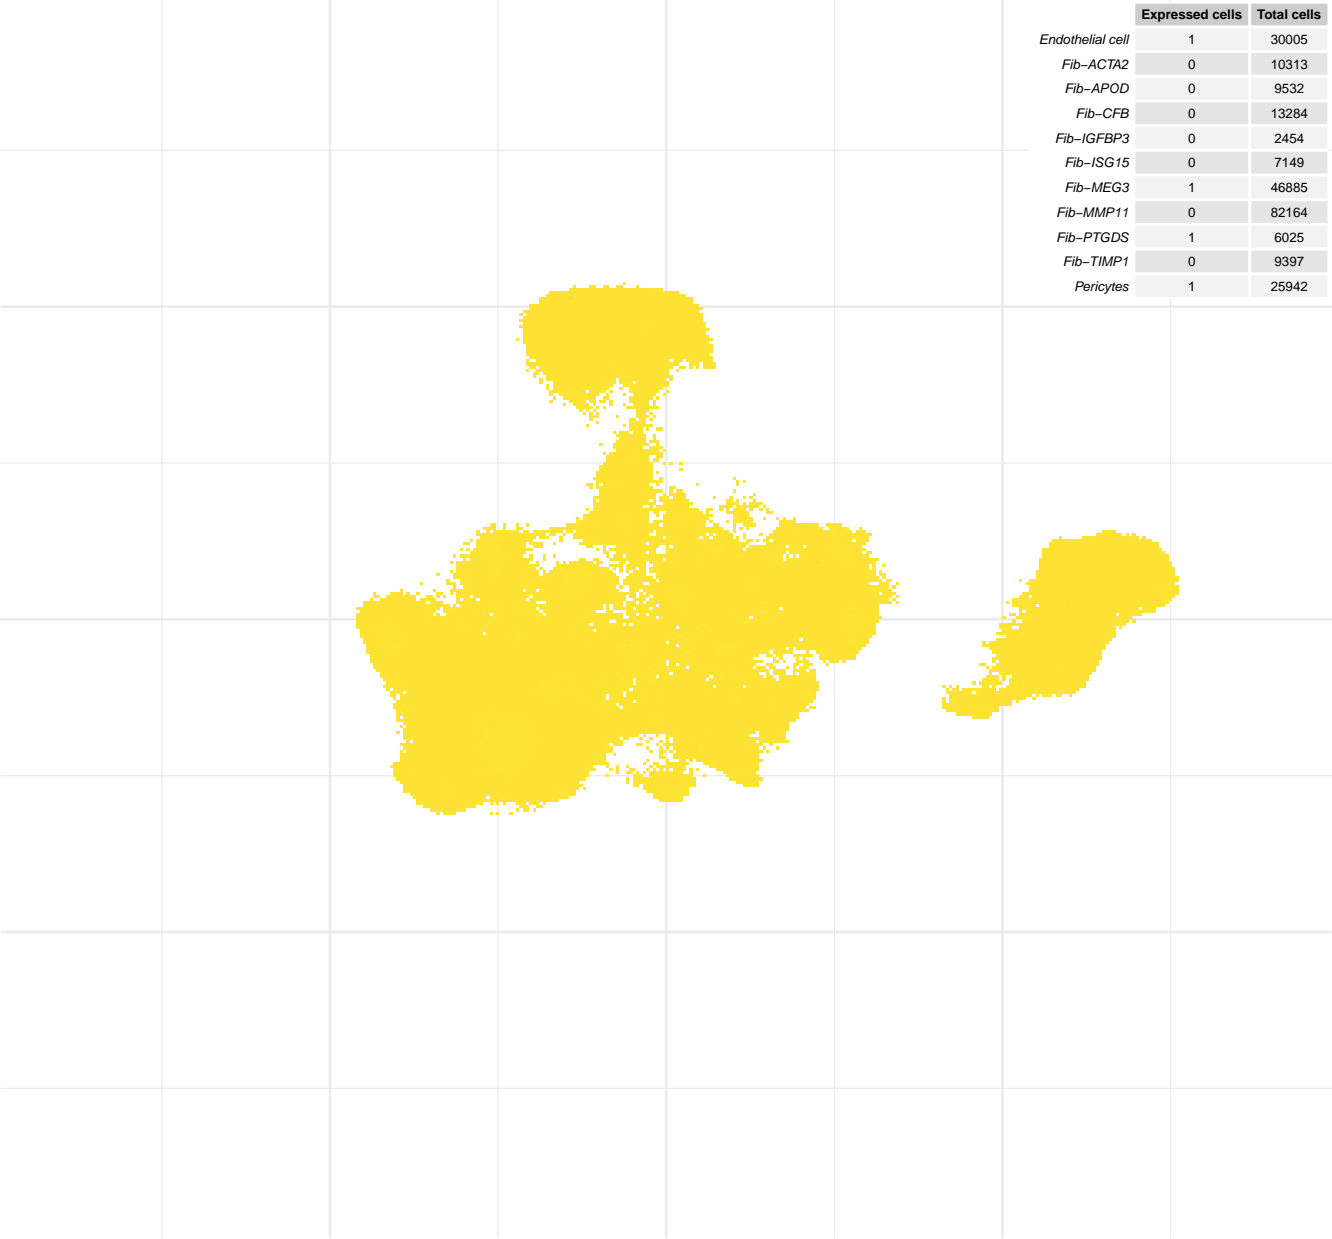 Expressed cells Total cells
Endothelial cell 1 30005
Fib−ACTA2 0 10313
Fib−APOD 0 9532
Fib−CFB 0 13284
Fib−IGFBP3 0 2454
Fib−ISG15 0 7149
Fib−MEG3 1 46885
Fib−MMP11 0 82164
Fib−PTGDS 1 6025
Fib−TIMP1 0 9397
Pericytes 1 25942